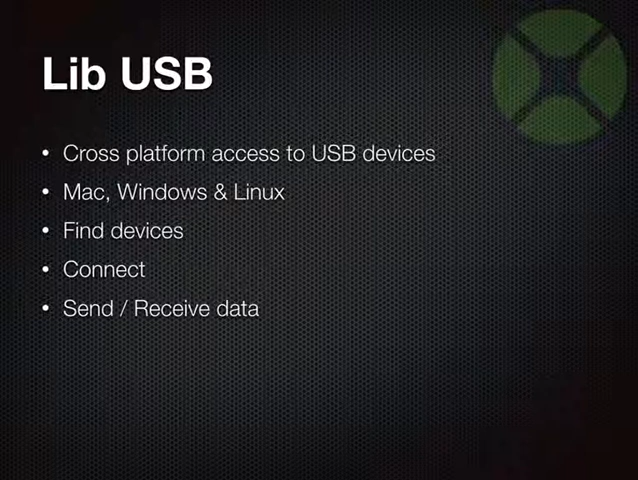 Lib USB
• Cross platform access to USB devices
• Mac, Windows & Linux
• Find devices
• Connect
• Send / Receive data